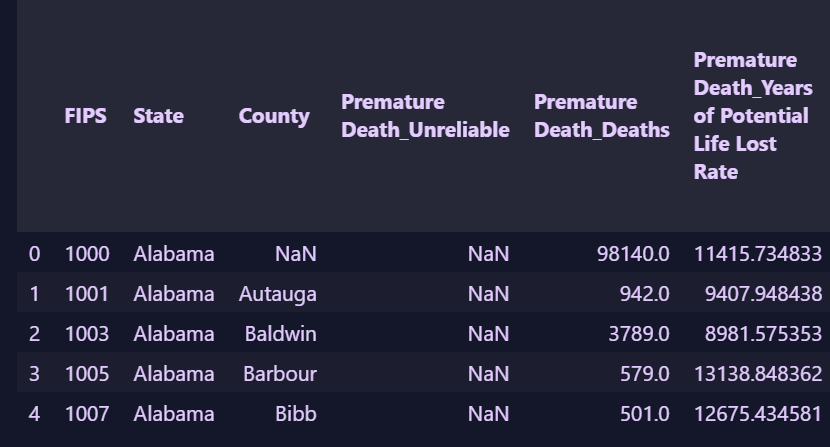 FIPS State County Premature Death_Unreliable Premature Death_Deaths Premature Death_Years of Potential Life Lost Rate
0 1000 Alabama NaN NaN 98140.0 11415.734833
1 1001 Alabama Autauga NaN 942.0 9407.948438
2 1003 Alabama Baldwin NaN 3789.0 8981.575353
3 1005 Alabama Barbour NaN 579.0 13138.848362
4 1007 Alabama Bibb NaN 501.0 12675.434581